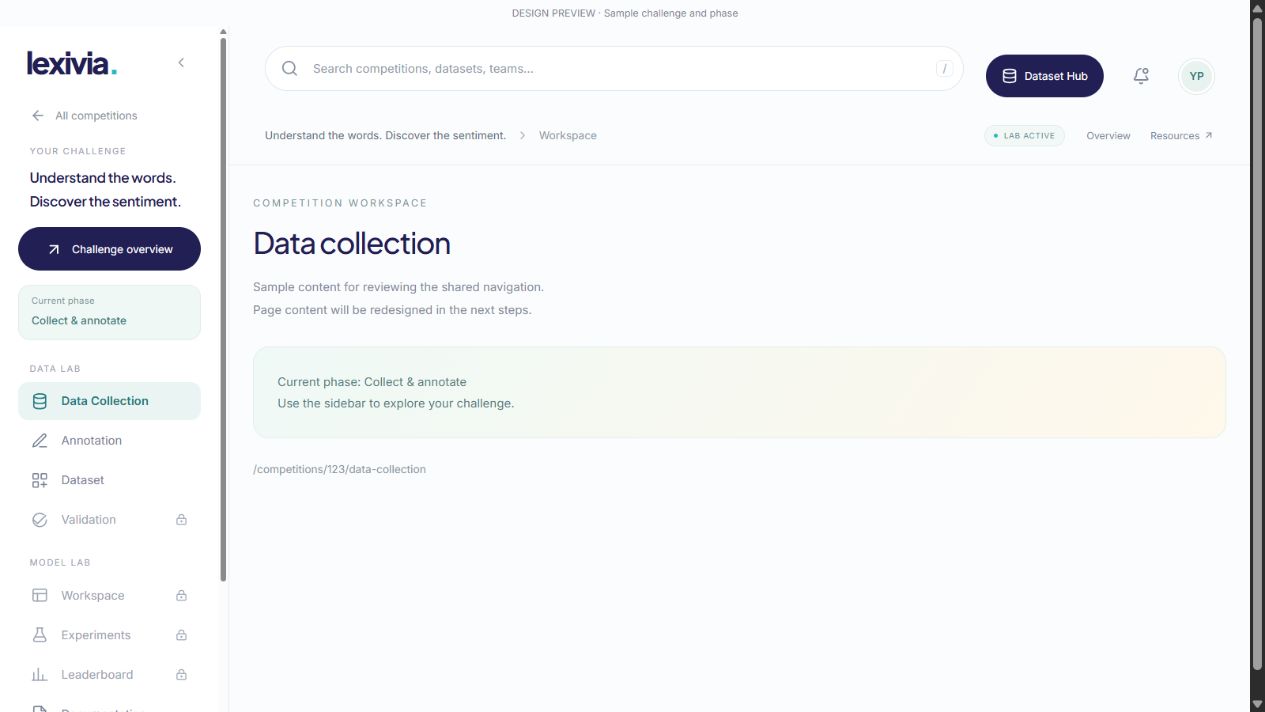 DESIGN PREVIEW · Sample challenge and phase
lexivia.
All competitions
YOUR CHALLENGE
Understand the words.
Discover the sentiment.
Challenge overview
Current phase
Collect & annotate
DATA LAB
Data Collection
Annotation
Dataset
Validation
MODEL LAB
Workspace
Experiments
Leaderboard
Search competitions, datasets, teams...
/
Dataset Hub
YP
Understand the words. Discover the sentiment. > Workspace
LAB ACTIVE
Overview
Resources
COMPETITION WORKSPACE
Data collection
Sample content for reviewing the shared navigation.
Page content will be redesigned in the next steps.
Current phase: Collect & annotate
Use the sidebar to explore your challenge.
/competitions/123/data-collection